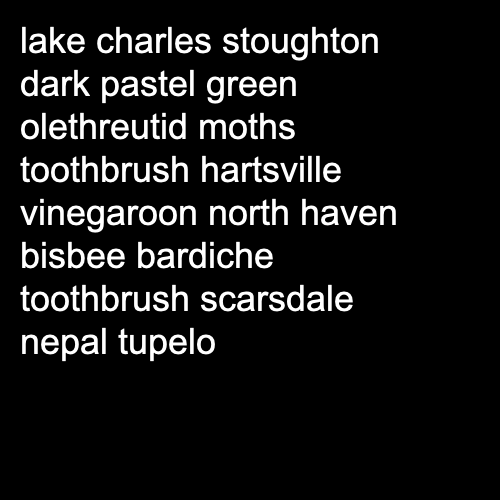 lake charles stoughton
dark pastel green
olethreutid moths
toothbrush hartsville
vinegaroon north haven
bisbee bardiche
toothbrush scarsdale
nepal tupelo